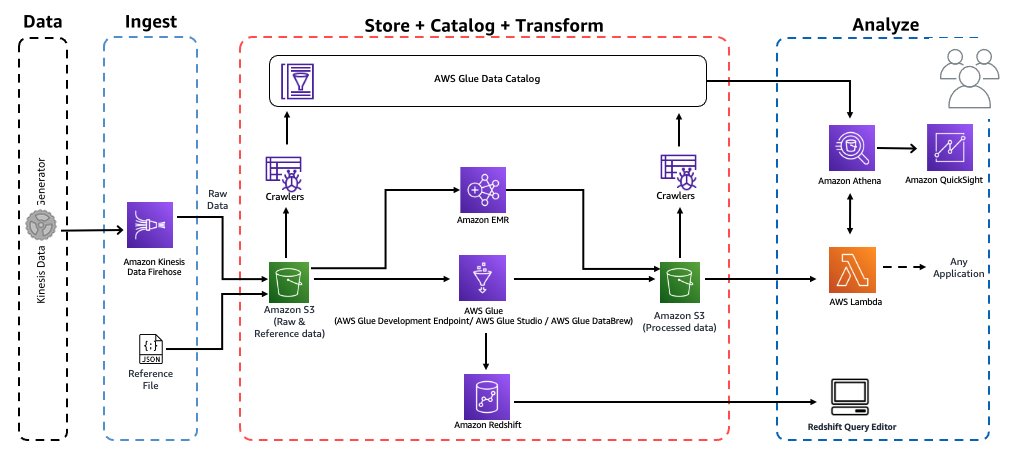 Data
Ingest
Store + Catalog + Transform
Analyze
AWS Glue Data Catalog
Kinesis Data
Raw
Data
Crawlers
Crawlers
Amazon EMR
Amazon Athena
Amazon QuickSight
Amazon Kinesis
Data Firehose
Any
Application
AWS Lambda
Amazon S3
(Raw &
Reference data)
AWS Glue
(AWS Glue Development Endpoint/ AWS Glue Studio / AWS Glue DataBrew)
Amazon S3
(Processed data)
{;}
JSON
Reference
File
Amazon Redshift
Redshift Query Editor